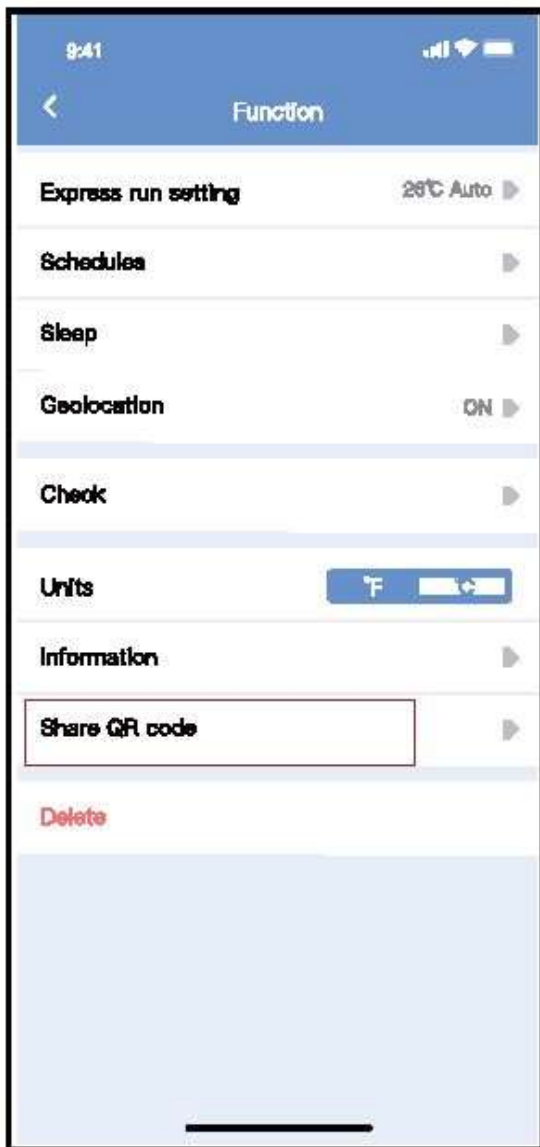 9:41
Function
Express run setting 26°C Auto
Schedules
Sleep
Geolocation ON
Check
Units °F °C
Information
Share QR code
Delete